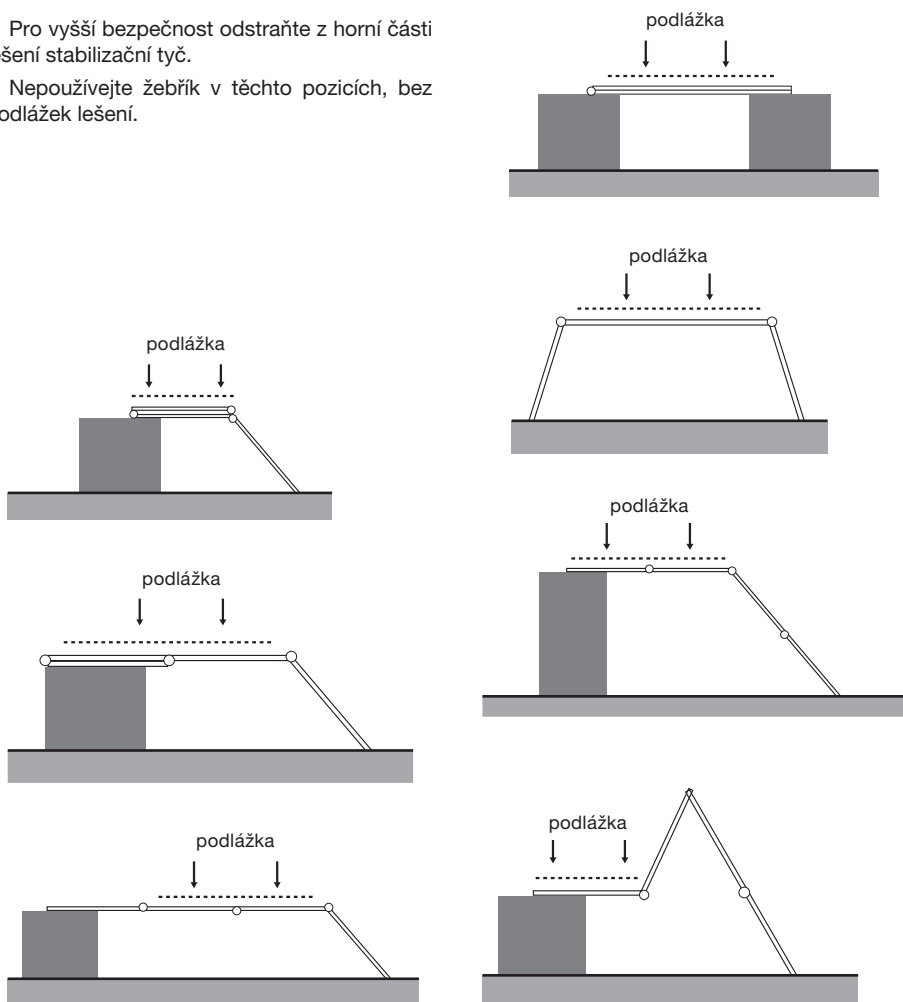 Pro vyšší bezpečnost odstraňte z horní části
ešení stabilizační tyč.
Nepoužívejte žebřík v těchto pozicích, bez
odlážek lešení.
podlážka
podlážka
podlážka
podlážka
podlážka
podlážka
podlážka